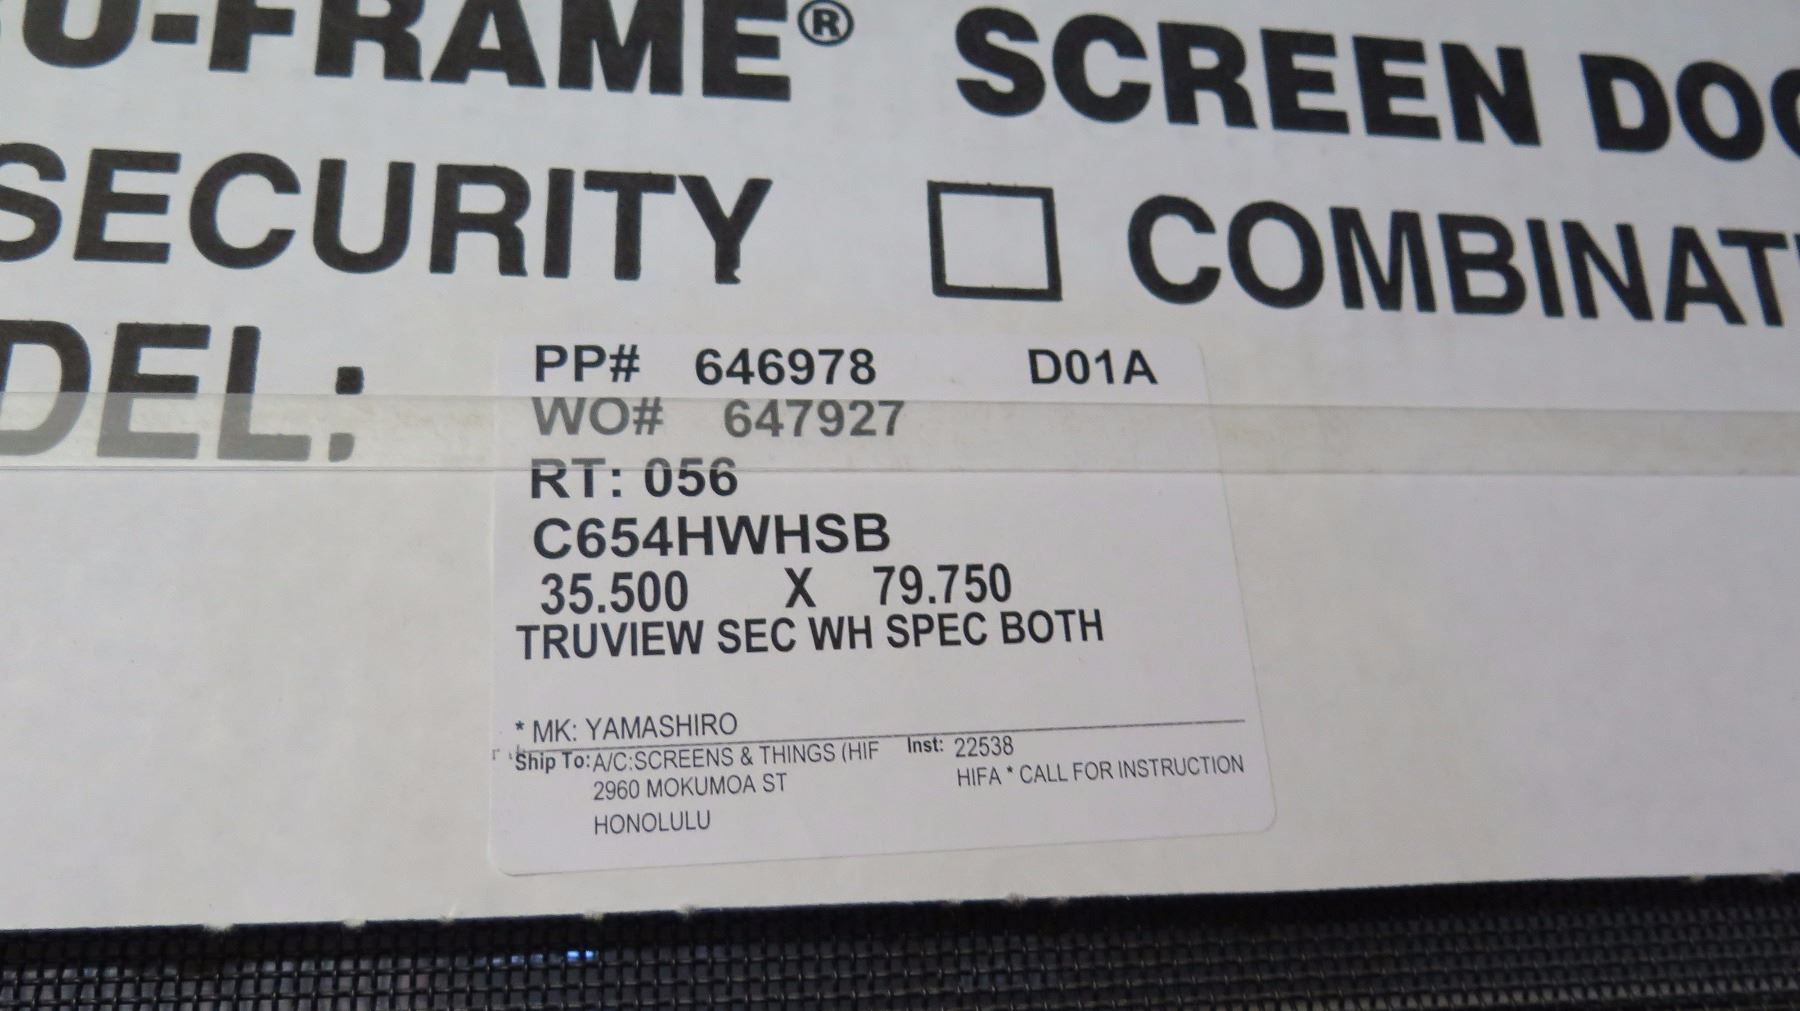 U-FRAME® SCREEN DOO
SECURITY □ COMBINAT
DEL:
PP# 646978 D01A
WO# 647927
RT: 056
C654HWHSB
35.500 X 79.750
TRUVIEW SEC WH SPEC BOTH
* MK: YAMASHIRO
Ship To: A/C:SCREENS & THINGS (HIF Inst: 22538
2960 MOKUMOA ST HIFA * CALL FOR INSTRUCTION
HONOLULU